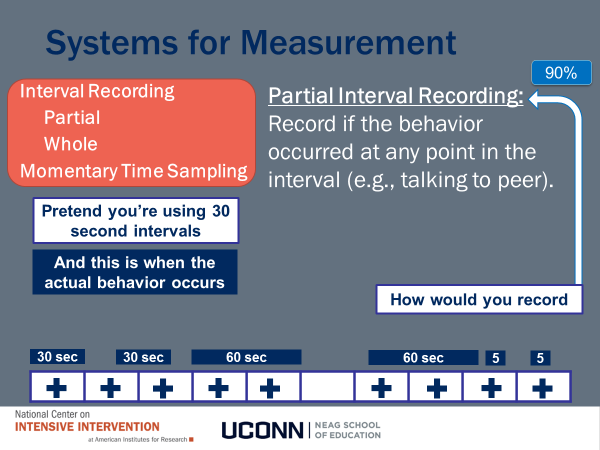 Systems for Measurement
90%
Interval Recording
Partial
Whole
Momentary Time Sampling
Partial Interval Recording:
Record if the behavior
occurred at any point in the
interval (e.g., talking to peer).
Pretend you're using 30
second intervals
And this is when the
actual behavior occurs
How would you record
30 sec
30 sec
60 sec
60 sec
5
5
+ + + + + + + + +
National Center on
INTENSIVE INTERVENTION
at American Institutes for Research
UCONN
NEAG SCHOOL
OF EDUCATION